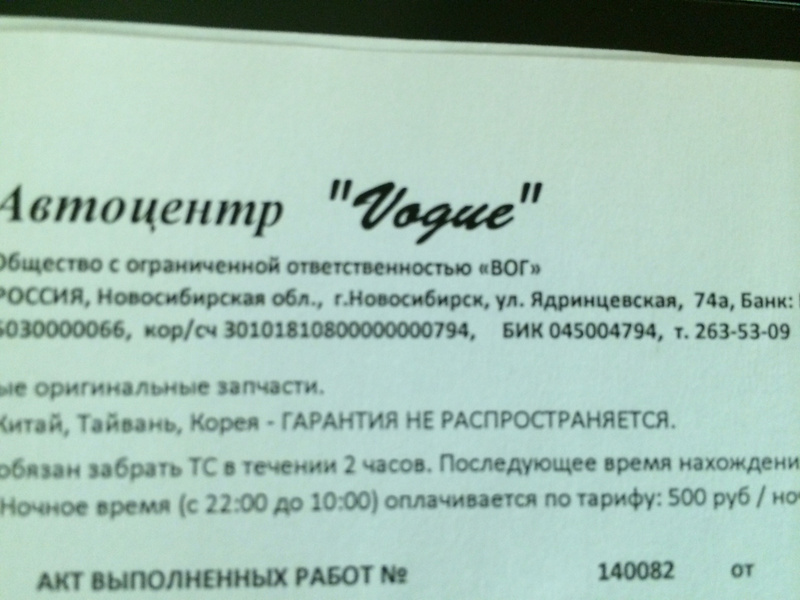 Автоцентр "Vogue"
Общество с ограниченной ответственностью «ВОГ»
РОССИЯ, Новосибирская обл., г.Новосибирск, ул. Ядринцевская, 74а, Банк:
5030000066, кор/сч 30101810800000000794, БИК 045004794, т. 263-53-09
ые оригинальные запчасти.
Китай, Тайвань, Корея - ГАРАНТИЯ НЕ РАСПРОСТРАНЯЕТСЯ.
обязан забрать ТС в течении 2 часов. Последующее время нахождени
Ночное время (с 22:00 до 10:00) оплачивается по тарифу: 500 руб / ноч
АКТ ВЫПОЛНЕННЫХ РАБОТ № 140082 от